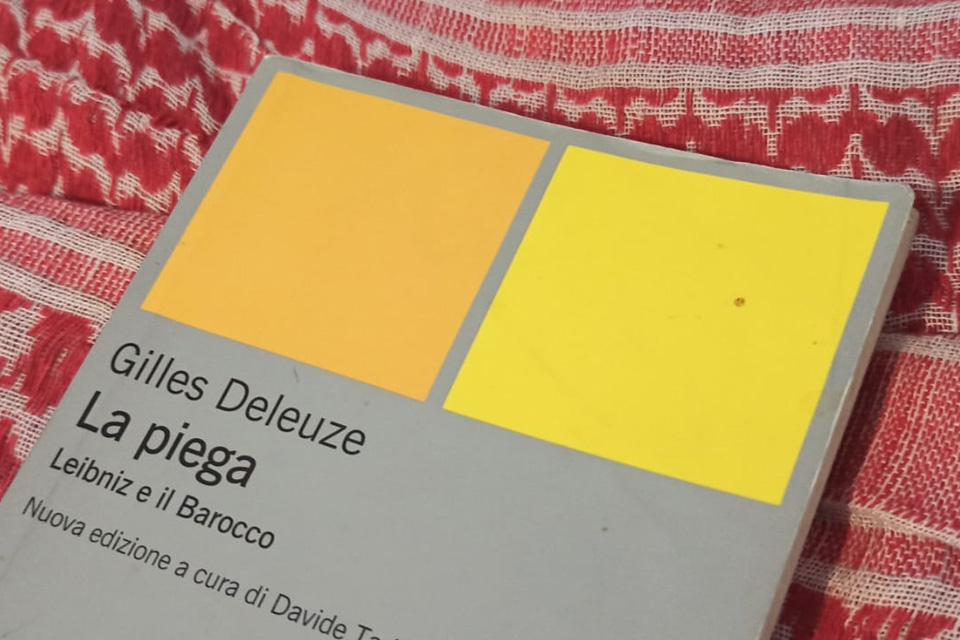 Gilles Deleuze
La piega
Leibniz e il Barocco
Nuova edizione a cura di Davide